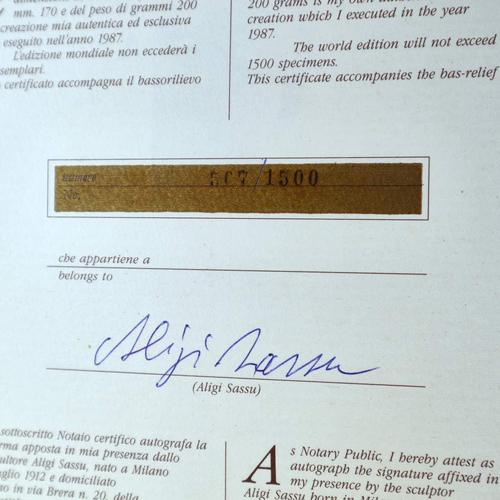 mm. 170 e del peso di grammi 200
creazione mia autentica ed esclusiva
eseguito nell'anno 1987.
L'edizione mondiale non eccederà i
semplari.
certificato accompagna il bassorilievo
200 grams is my own
creation which I executed in the year
1987.
The world edition will not exceed
1500 specimens.
This certificate accompanies the bas-relief
numero
No.
507/1500
che appartiene a
belongs to
Aligi Sassu
(Aligi Sassu)
sottoscritto Notaio certifico autografa la
rma apposta in mia presenza dallo
ultore Aligi Sassu, nato a Milano
uglio 1912 e domiciliato
no in via Brera n. 20, della
As Notary Public, I hereby attest as
autograph the signature affixed in
my presence by the sculptor
Aligi Sassu born in